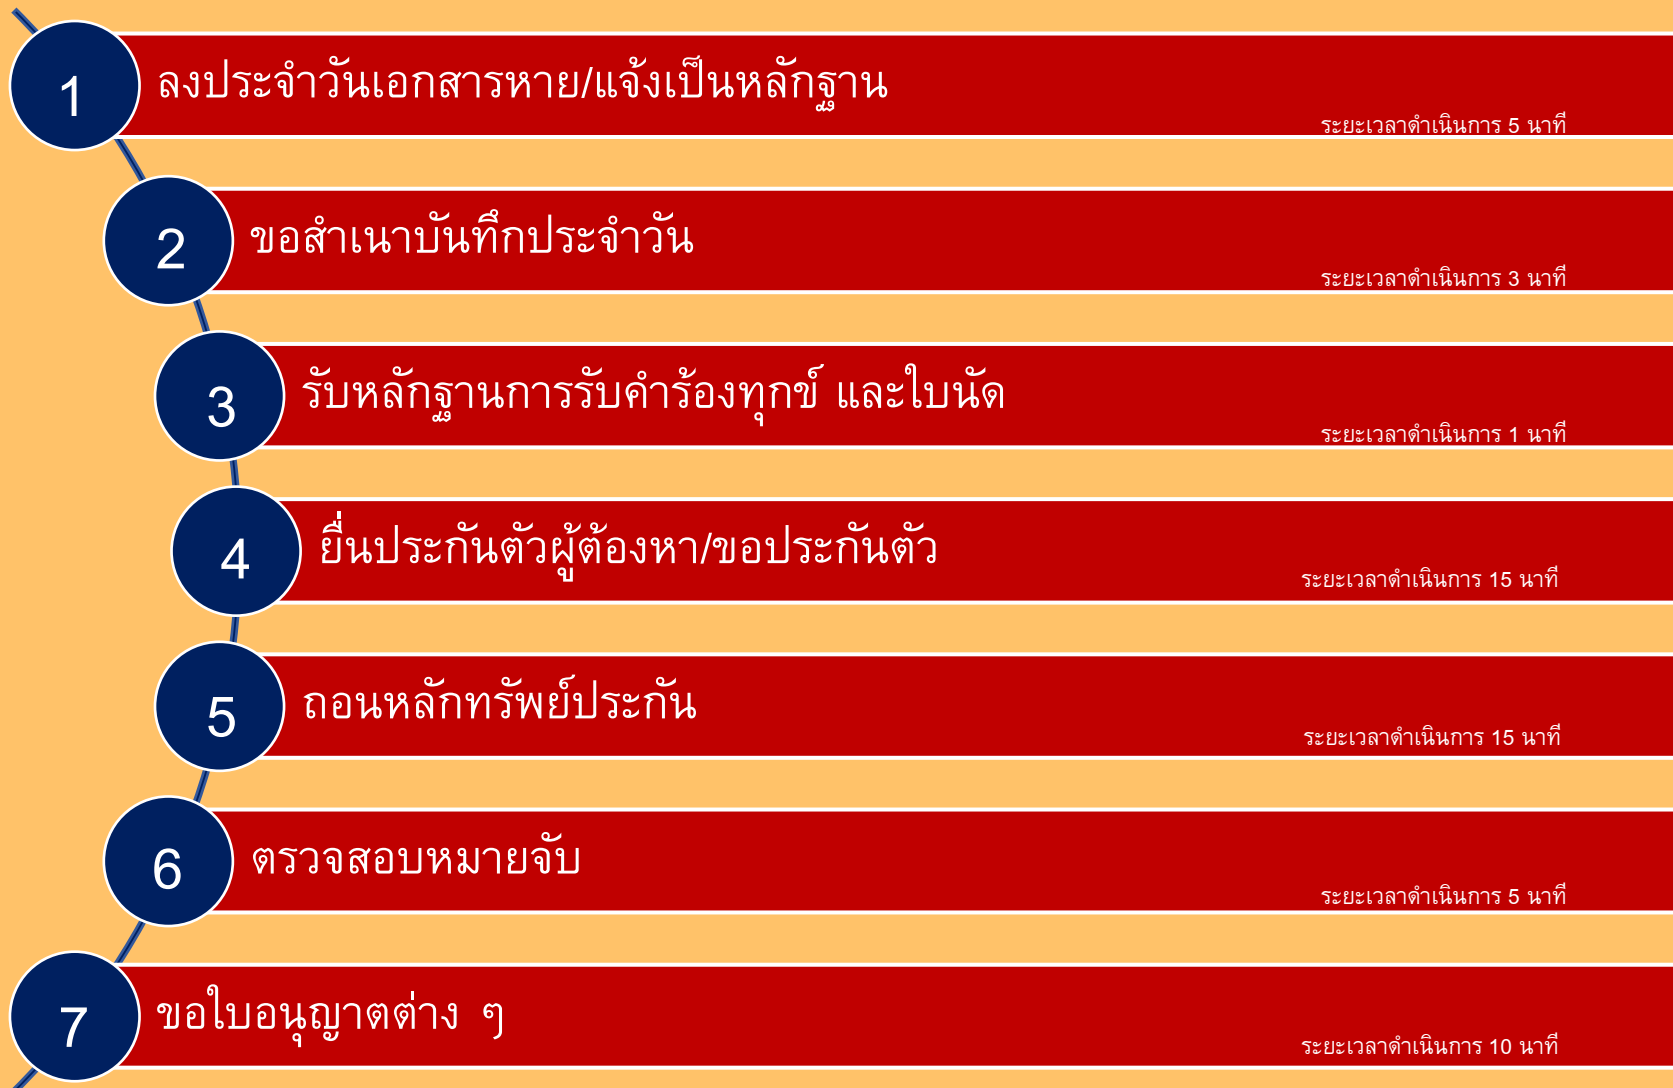 1
ลงประจำวันเอกสารหาย/แจ้งเป็นหลักฐาน
ระยะเวลาดำเนินการ 5 นาที
2
ขอสำเนาบันทึกประจำวัน
ระยะเวลาดำเนินการ 3 นาที
3
รับหลักฐานการรับคำร้องทุกข์ และใบนัด
ระยะเวลาดำเนินการ 1 นาที
4
ยื่นประกันตัวผู้ต้องหา/ขอประกันตัว
ระยะเวลาดำเนินการ 15 นาที
5
ถอนหลักทรัพย์ประกัน
ระยะเวลาดำเนินการ 15 นาที
6
ตรวจสอบหมายจับ
ระยะเวลาดำเนินการ 5 นาที
7
ขอใบอนุญาตต่าง ๆ
ระยะเวลาดำเนินการ 10 นาที